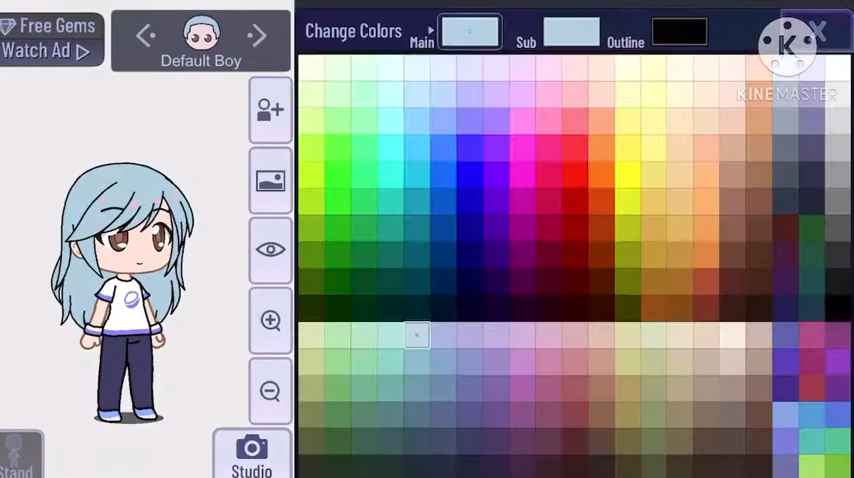 Free Gems
Watch Ad
Default Boy
Change Colors
Main
Sub
Outline
X
K
KINEMASTER
Stand
Studio